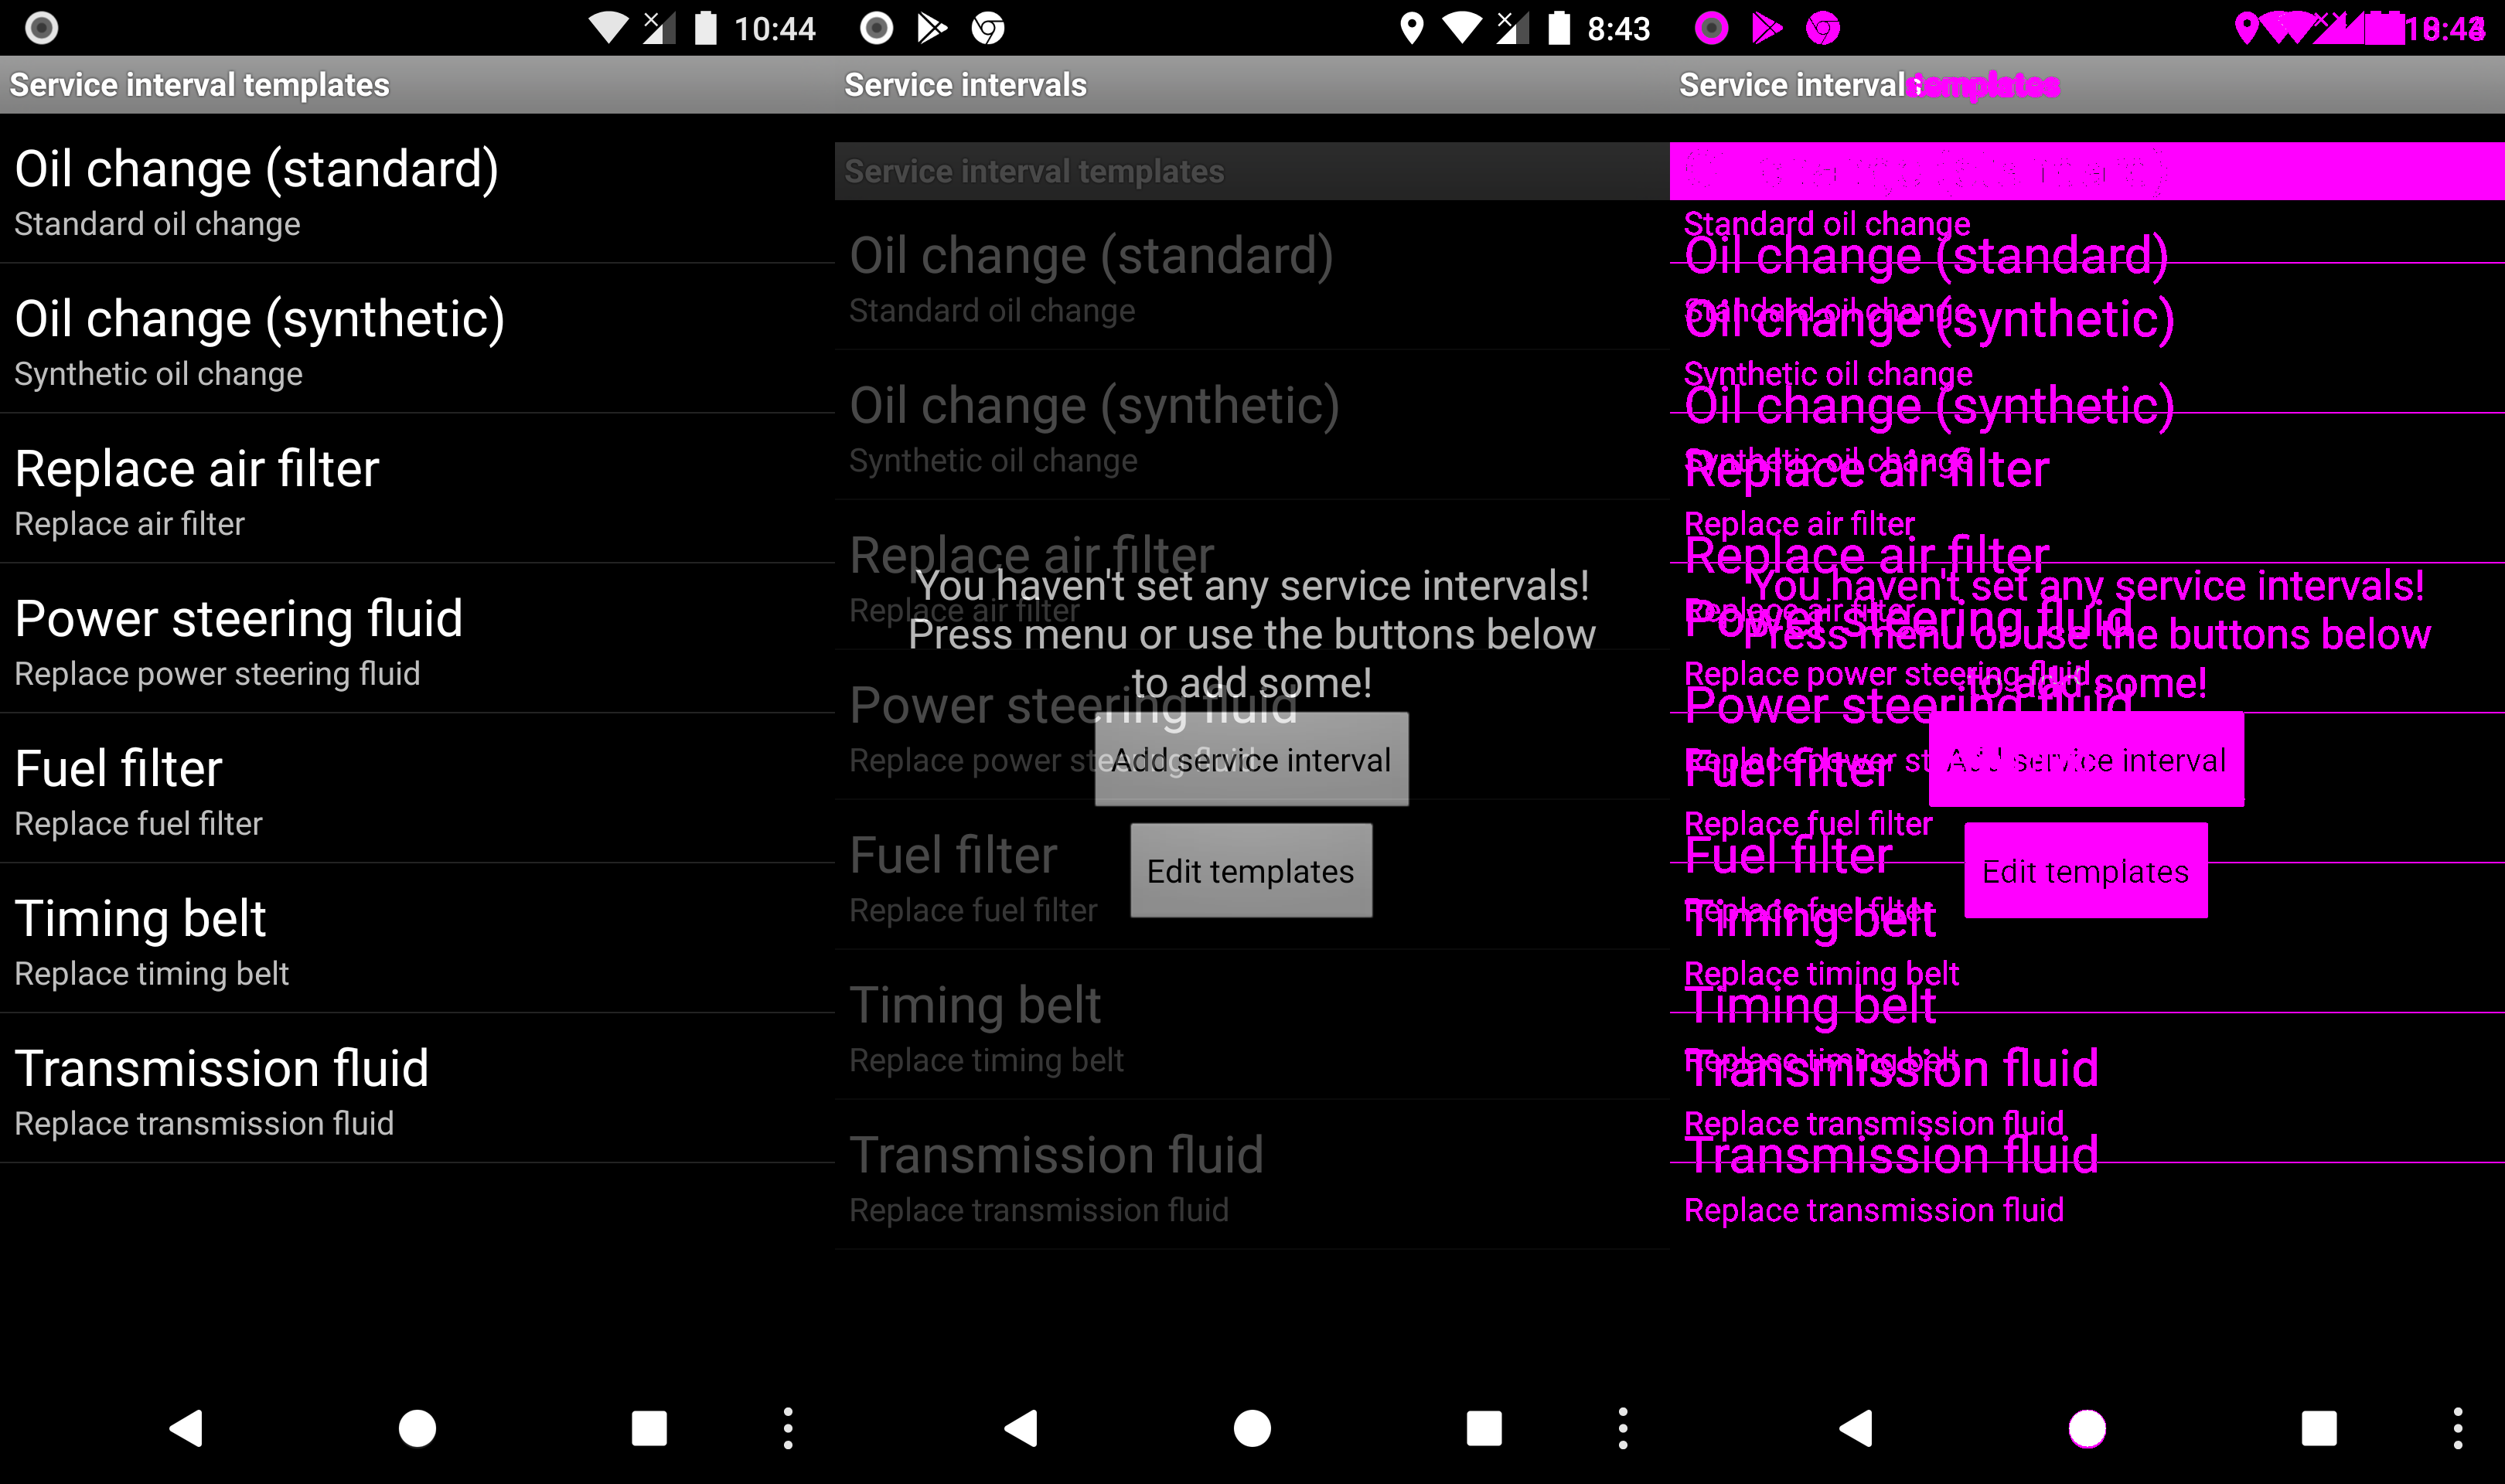 10:44
Service interval templates
Oil change (standard)
Standard oil change
Oil change (synthetic)
Synthetic oil change
Replace air filter
Replace air filter
Power steering fluid
Replace power steering fluid
Fuel filter
Replace fuel filter
Timing belt
Replace timing belt
Transmission fluid
Replace transmission fluid
8:43
Service intervals
Service interval templates
Oil change (standard)
Standard oil change
Oil change (synthetic)
Synthetic oil change
Replace air filter
You haven't set any service intervals!
Replace air filter
Press menu or use the buttons below
to add some!
Power steering fluid
Replace power steering fluid
Add service interval
Fuel filter
Edit templates
Replace fuel filter
Timing belt
Replace timing belt
Transmission fluid
Replace transmission fluid
Service interval templates
Standard oil change
Oil change (standard)
Standard oil change
Oil change (synthetic)
Synthetic oil change
Oil change (synthetic)
Synthetic oil change
Replace air filter
Replace air filter
Replace air filter
You haven't set any service intervals!
Replace air filter
Power steering fluid
Press menu or use the buttons below
Replace power steering fluid
to add some!
Power steering fluid
Add service interval
Fuel filter
Replace fuel filter
Fuel filter
Edit templates
Replace fuel filter
Timing belt
Replace timing belt
Timing belt
Replace timing belt
Transmission fluid
Replace transmission fluid
Transmission fluid
Replace transmission fluid